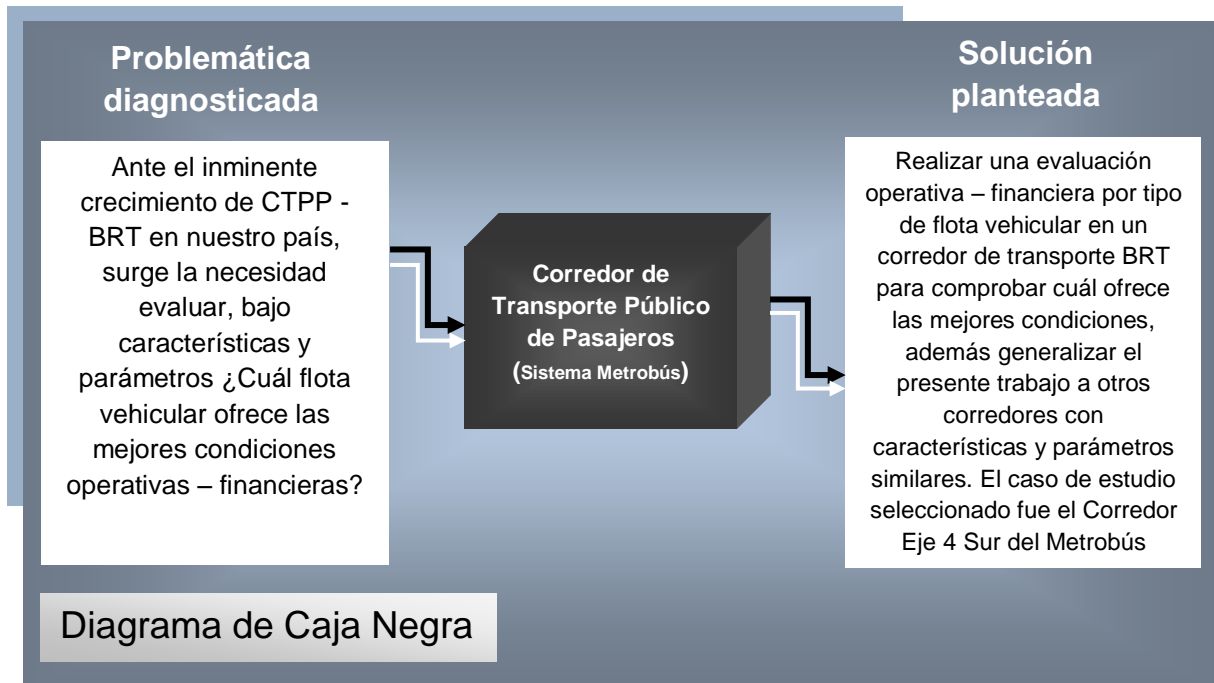 Problemática
diagnosticada
Ante el inminente
crecimiento de CTPP -
BRT en nuestro país,
surge la necesidad
evaluar, bajo
características y
parámetros ¿Cuál flota
vehicular ofrece las
mejores condiciones
operativas – financieras?
Corredor de
Transporte Público
de Pasajeros
(Sistema Metrobús)
Solución
planteada
Realizar una evaluación
operativa – financiera por tipo
de flota vehicular en un
corredor de transporte BRT
para comprobar cuál ofrece
las mejores condiciones,
además generalizar el
presente trabajo a otros
corredores con
características y parámetros
similares. El caso de estudio
seleccionado fue el Corredor
Eje 4 Sur del Metrobús
Diagrama de Caja Negra